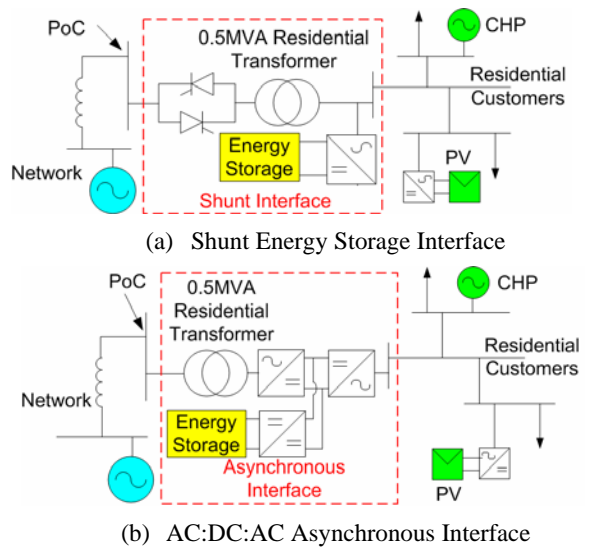 PoC
0.5MVA Residential
Transformer
CHP
Residential
Customers
Energy
Storage
PV
Network
Shunt Interface
(a) Shunt Energy Storage Interface
PoC
0.5MVA
Residential
Transformer
CHP
Residential
Customers
Network
Energy
Storage
Asynchronous
Interface
PV
(b) AC:DC:AC Asynchronous Interface